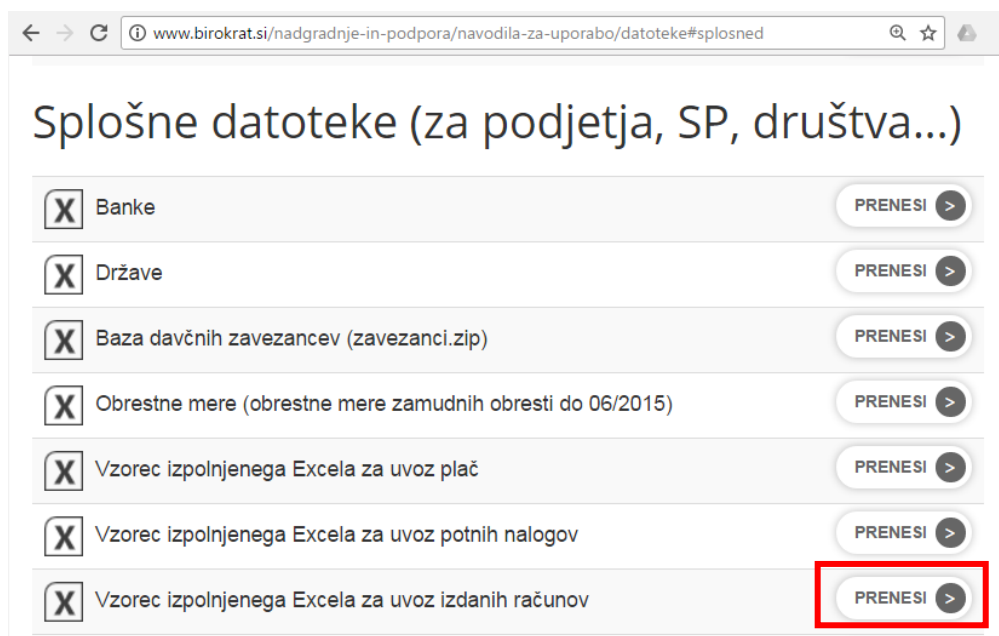 www.birokrat.si/nadgradnje-in-podpora/navodila-za-uporabo/datoteke#splosned
Splošne datoteke (za podjetja, SP, društva...)
X Banke PRENESI >
X Države PRENESI >
X Baza davčnih zavezancev (zavezanci.zip) PRENESI >
X Obrestne mere (obrestne mere zamudnih obresti do 06/2015) PRENESI >
X Vzorec izpolnjenega Excela za uvoz plač PRENESI >
X Vzorec izpolnjenega Excela za uvoz potnih nalogov PRENESI >
X Vzorec izpolnjenega Excela za uvoz izdanih računov PRENESI >